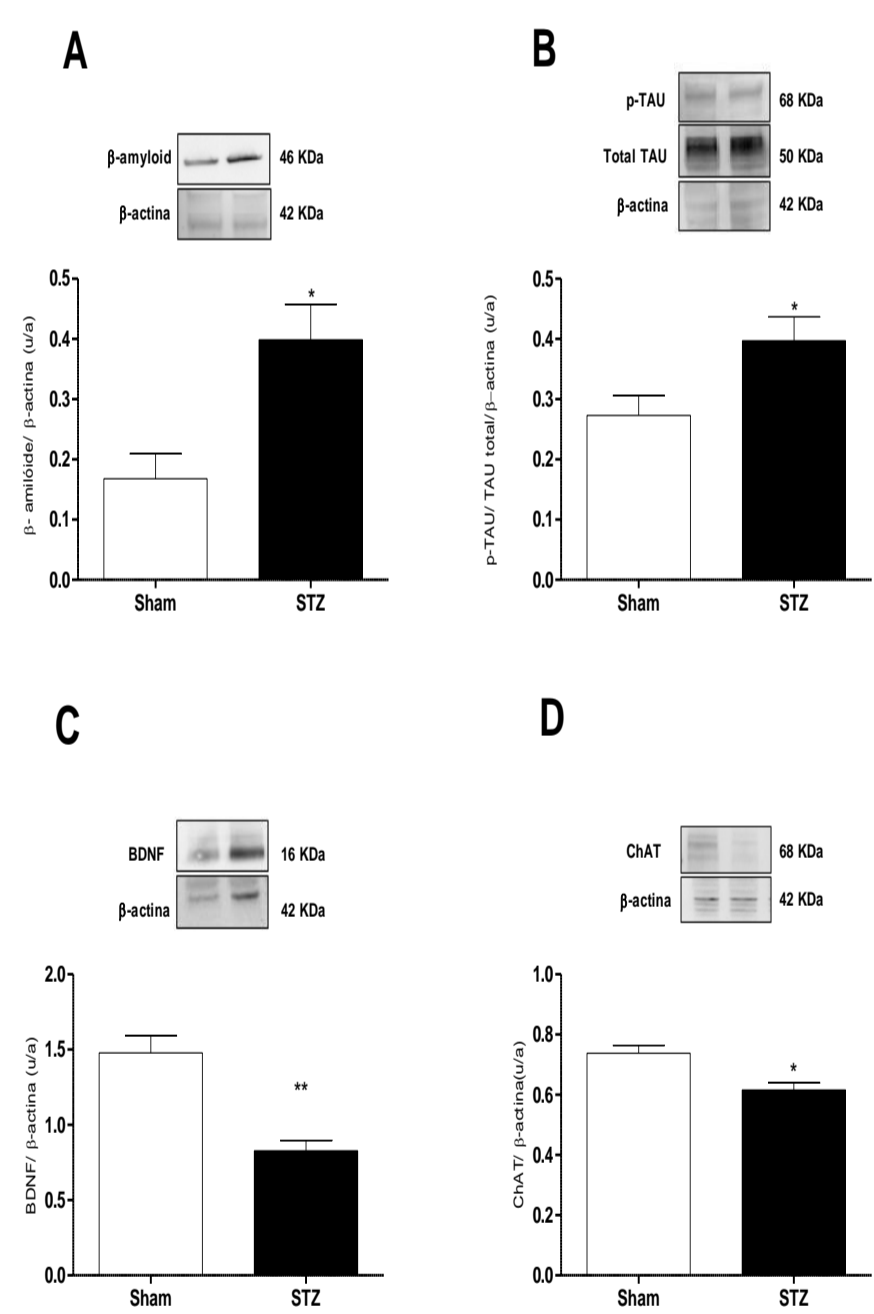 A
β-amyloid 46 KDa
β-actina 42 KDa
β- amilóide/ β-actina (u/a)
0.5
0.4
0.3
0.2
0.1
0.0
*
Sham STZ
B
p-TAU 68 KDa
Total TAU 50 KDa
β-actina 42 KDa
p-TAU/ TAU total/β-actina (u/a)
0.5
0.4
0.3
0.2
0.1
0.0
*
Sham STZ
C
BDNF 16 KDa
β-actina 42 KDa
BDNF/ β-actina (u/a)
2.0
1.5
1.0
0.5
0.0
**
Sham STZ
D
ChAT 68 KDa
β-actina 42 KDa
ChAT/ β-actina(u/a)
1.0
0.8
0.6
0.4
0.2
0.0
*
Sham STZ